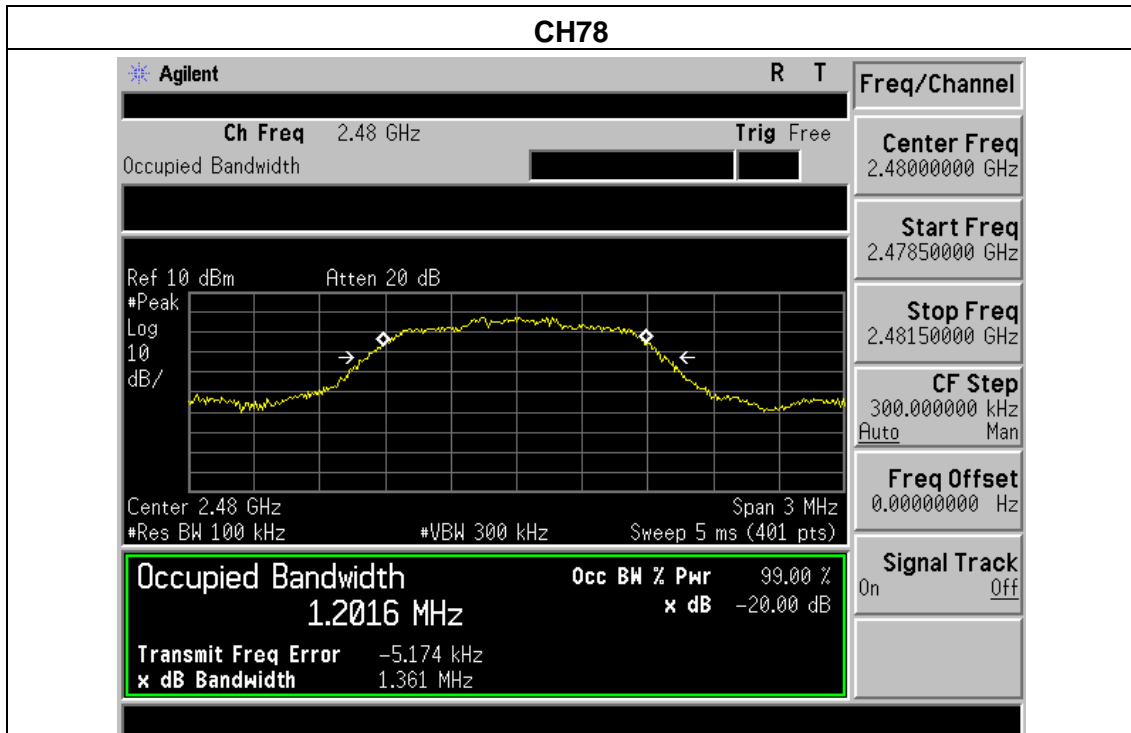 CH78
Agilent R T
Ch Freq 2.48 GHz Trig Free
Occupied Bandwidth
Ref 10 dBm Atten 20 dB
#Peak
Log
10
dB/
Center 2.48 GHz Span 3 MHz
#Res BW 100 kHz #VBW 300 kHz Sweep 5 ms (401 pts)
Occupied Bandwidth Occ BW % Pwr 99.00 %
1.2016 MHz x dB -20.00 dB
Transmit Freq Error -5.174 kHz
x dB Bandwidth 1.361 MHz
Freq/Channel
Center Freq
2.48000000 GHz
Start Freq
2.47850000 GHz
Stop Freq
2.48150000 GHz
CF Step
300.000000 kHz
Auto Man
Freq Offset
0.00000000 Hz
Signal Track
On Off